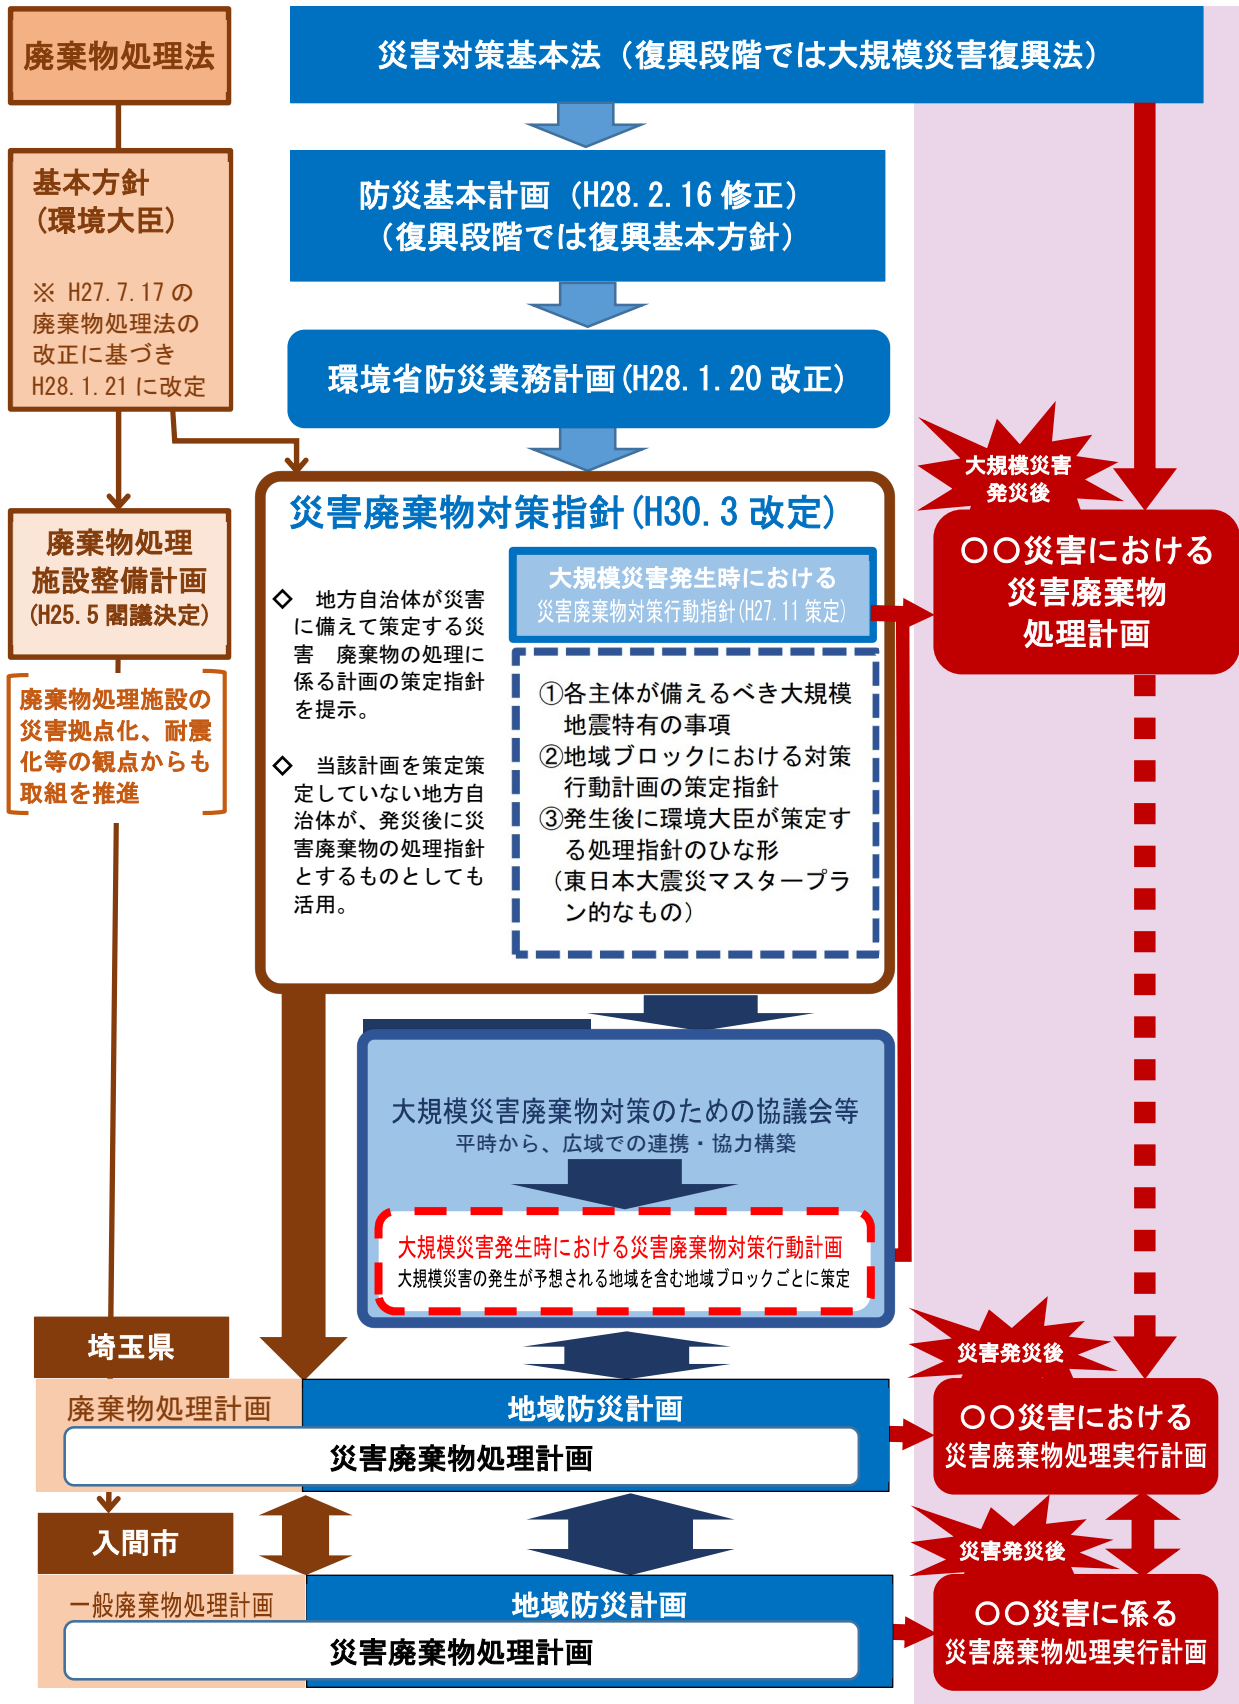 廃棄物処理法
災害対策基本法（復興段階では大規模災害復興法）
基本方針
（環境大臣）
※ H27.7.17 の
廃棄物処理法の
改正に基づき
H28.1.21 に改定
防災基本計画（H28.2.16 修正）
（復興段階では復興基本方針）
環境省防災業務計画(H28.1.20 改正)
大規模災害
発災後
廃棄物処理
施設整備計画
(H25.5 閣議決定)
廃棄物処理施設の
災害拠点化、耐震
化等の観点からも
取組を推進
災害廃棄物対策指針(H30.3 改定)
◇　地方自治体が災害
に備えて策定する災
害　廃棄物の処理に
係る計画の策定指針
を提示。
◇　当該計画を策定策
定していない地方自
治体が、発災後に災
害廃棄物の処理指針
とするものとしても
活用。
大規模災害発生時における
災害廃棄物対策行動指針(H27.11 策定)
①各主体が備えるべき大規模
地震特有の事項
②地域ブロックにおける対策
行動計画の策定指針
③発生後に環境大臣が策定す
る処理指針のひな形
（東日本大震災マスタープラ
ン的なもの）
〇〇災害における
災害廃棄物
処理計画
大規模災害廃棄物対策のための協議会等
平時から、広域での連携・協力構築
大規模災害発生時における災害廃棄物対策行動計画
大規模災害の発生が予想される地域を含む地域ブロックごとに策定
埼玉県
廃棄物処理計画
地域防災計画
災害廃棄物処理計画
災害発災後
〇〇災害における
災害廃棄物処理実行計画
入間市
一般廃棄物処理計画
地域防災計画
災害廃棄物処理計画
災害発災後
〇〇災害に係る
災害廃棄物処理実行計画